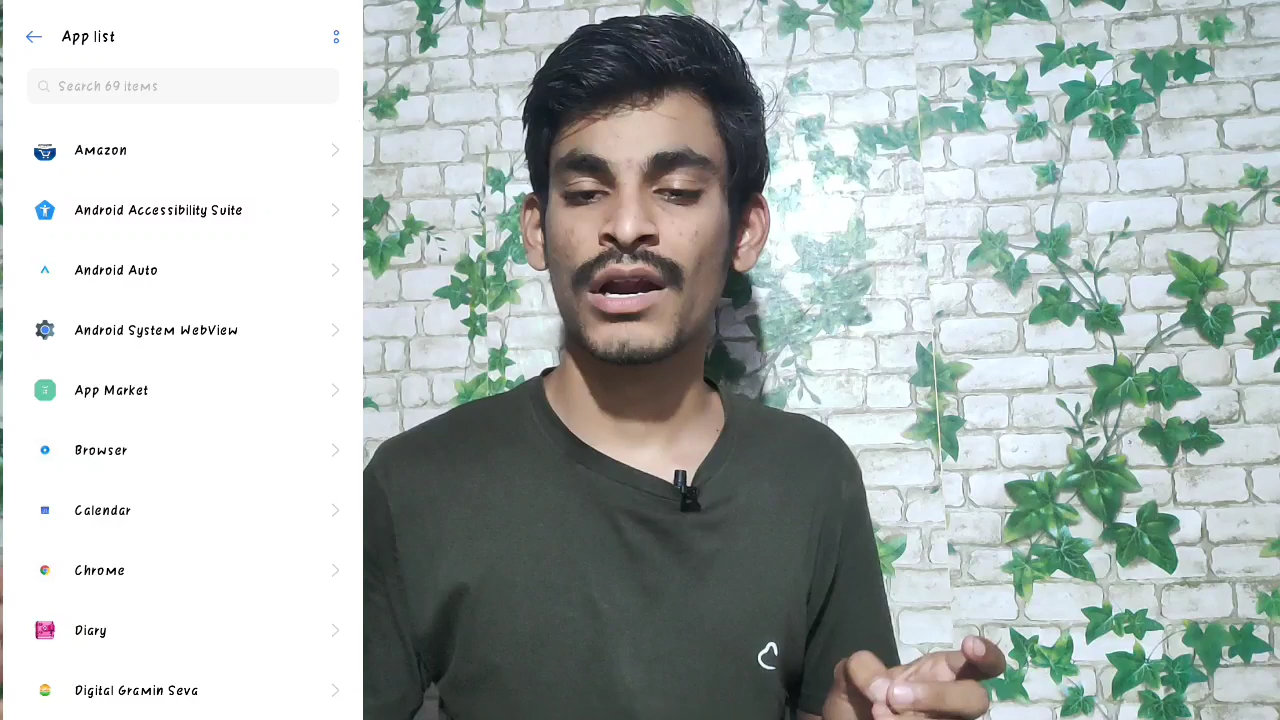 App list
Search 69 items
Amazon
Android Accessibility Suite
Android Auto
Android System WebView
App Market
Browser
Calendar
Chrome
Diary
Digital Gramin Seva